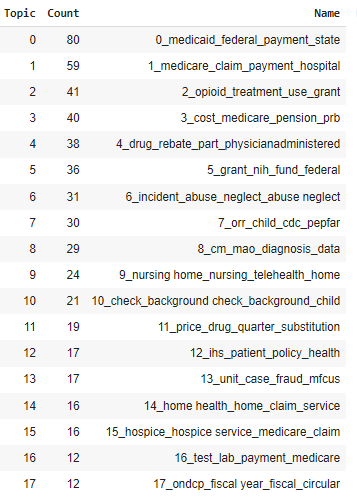 Topic Count Name
0 80 0_medicaid_federal_payment_state
1 59 1_medicare_claim_payment_hospital
2 41 2_opioid_treatment_use_grant
3 40 3_cost_medicare_pension_prb
4 38 4_drug_rebate_part_physicianadministered
5 36 5_grant_nih_fund_federal
6 31 6_incident_abuse_neglect_abuse neglect
7 30 7_orr_child_cdc_pepfar
8 29 8_cm_mao_diagnosis_data
9 24 9_nursing home_nursing_telehealth_home
10 21 10_check_background check_background_child
11 19 11_price_drug_quarter_substitution
12 17 12_ihs_patient_policy_health
13 17 13_unit_case_fraud_mfcus
14 16 14_home health_home_claim_service
15 16 15_hospice_hospice service_medicare_claim
16 12 16_test_lab_payment_medicare
17 12 17_ondcp_fiscal year_fiscal_circular